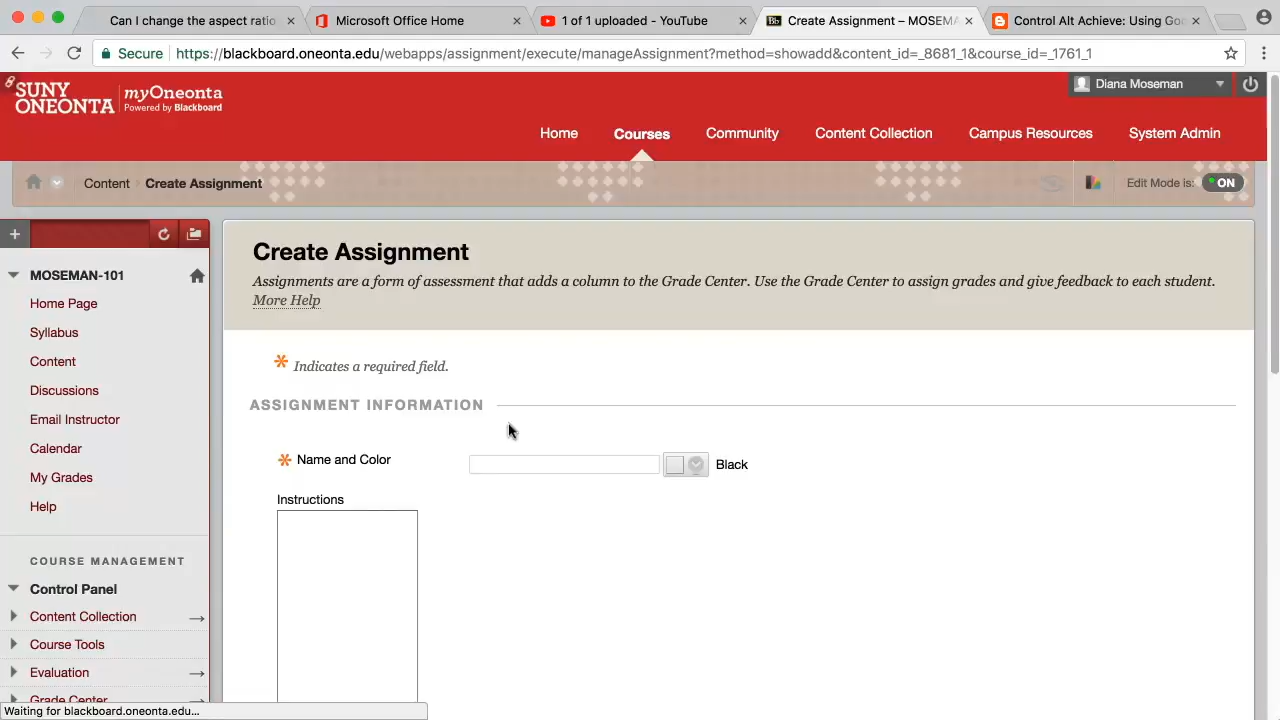 Can I change the aspect ratio
Microsoft Office Home
1 of 1 uploaded - YouTube
Bb Create Assignment – MOSEMA
Control Alt Achieve: Using Goo
Secure https://blackboard.oneonta.edu/webapps/assignment/execute/manageAssignment?method=showadd&content_id=_8681_1&course_id=_1761_1
SUNY ONEONTA
myOneonta
Powered by Blackboard
Diana Moseman
Home Courses Community Content Collection Campus Resources System Admin
Content Create Assignment
Edit Mode is: ON
MOSEMAN-101
Home Page
Syllabus
Content
Discussions
Email Instructor
Calendar
My Grades
Help
COURSE MANAGEMENT
Control Panel
Content Collection
Course Tools
Evaluation
Grade Center
Create Assignment
Assignments are a form of assessment that adds a column to the Grade Center. Use the Grade Center to assign grades and give feedback to each student.
More Help
* Indicates a required field.
ASSIGNMENT INFORMATION
* Name and Color
Black
Instructions
Waiting for blackboard.oneonta.edu...